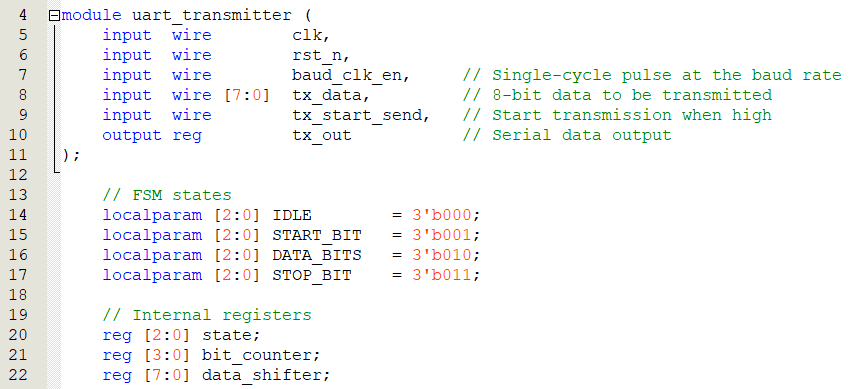 4 module uart_transmitter (
5 input wire clk,
6 input wire rst_n,
7 input wire baud_clk_en, // Single-cycle pulse at the baud rate
8 input wire [7:0] tx_data, // 8-bit data to be transmitted
9 input wire tx_start_send, // Start transmission when high
10 output reg tx_out // Serial data output
11 );
12
13 // FSM states
14 localparam [2:0] IDLE = 3'b000;
15 localparam [2:0] START_BIT = 3'b001;
16 localparam [2:0] DATA_BITS = 3'b010;
17 localparam [2:0] STOP_BIT = 3'b011;
18
19 // Internal registers
20 reg [2:0] state;
21 reg [3:0] bit_counter;
22 reg [7:0] data_shifter;